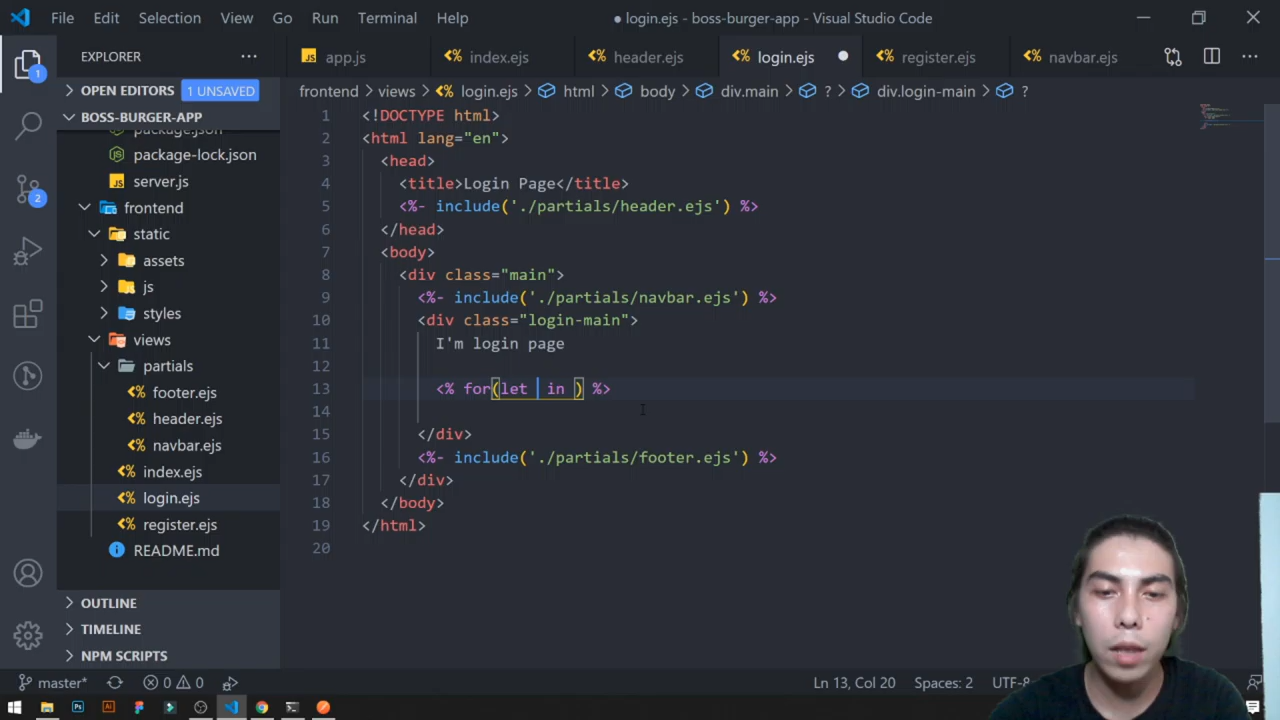 File Edit Selection View Go Run Terminal Help
● login.ejs - boss-burger-app - Visual Studio Code
EXPLORER
app.js
index.ejs
header.ejs
login.ejs
register.ejs
navbar.ejs
OPEN EDITORS 1 UNSAVED
frontend > views > login.ejs > html > body > div.main > ? > div.login-main > ?
BOSS-BURGER-APP
package.json
package-lock.json
server.js
frontend
static
assets
js
styles
views
partials
footer.ejs
header.ejs
navbar.ejs
index.ejs
login.ejs
register.ejs
README.md
OUTLINE
TIMELINE
NPM SCRIPTS
1
2
1 <!DOCTYPE html>
2 <html lang="en">
3 <head>
4 <title>Login Page</title>
5 <%- include('./partials/header.ejs') %>
6 </head>
7 <body>
8 <div class="main">
9 <%- include('./partials/navbar.ejs') %>
10 <div class="login-main">
11 I'm login page
12
13 <% for(let in ) %>
14
15 </div>
16 <%- include('./partials/footer.ejs') %>
17 </div>
18 </body>
19 </html>
20
master* 0 0 Ln 13, Col 20 Spaces: 2 UTF-8